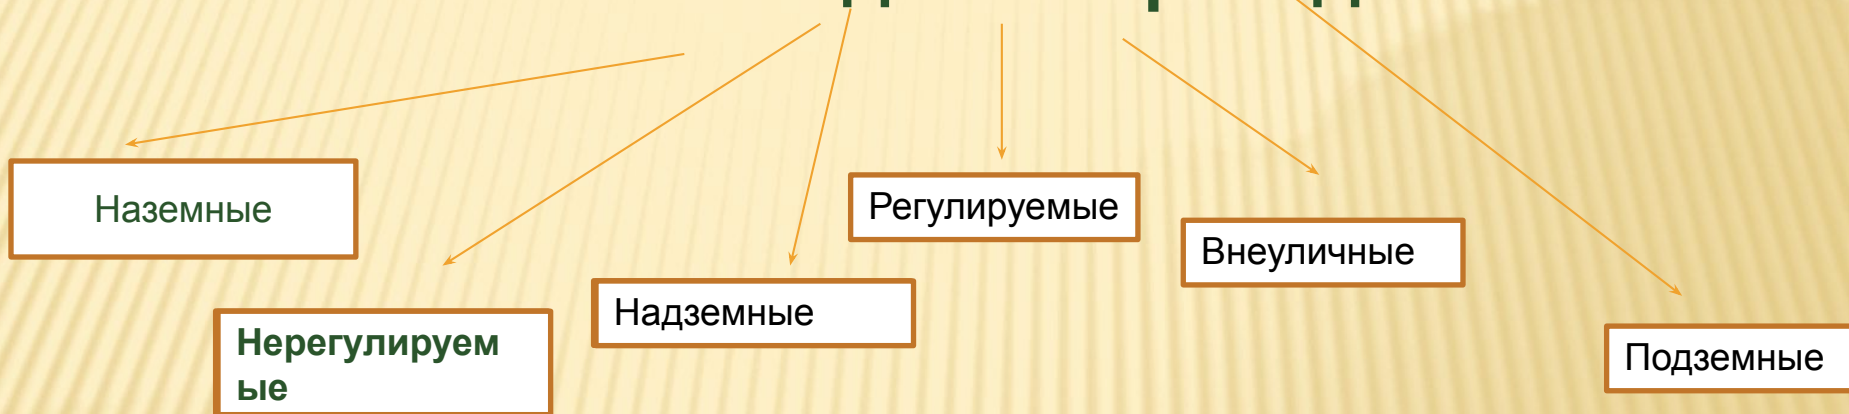 Наземные
Регулируемые
Внеуличные
Надземные
Нерегулируем
ые
Подземные